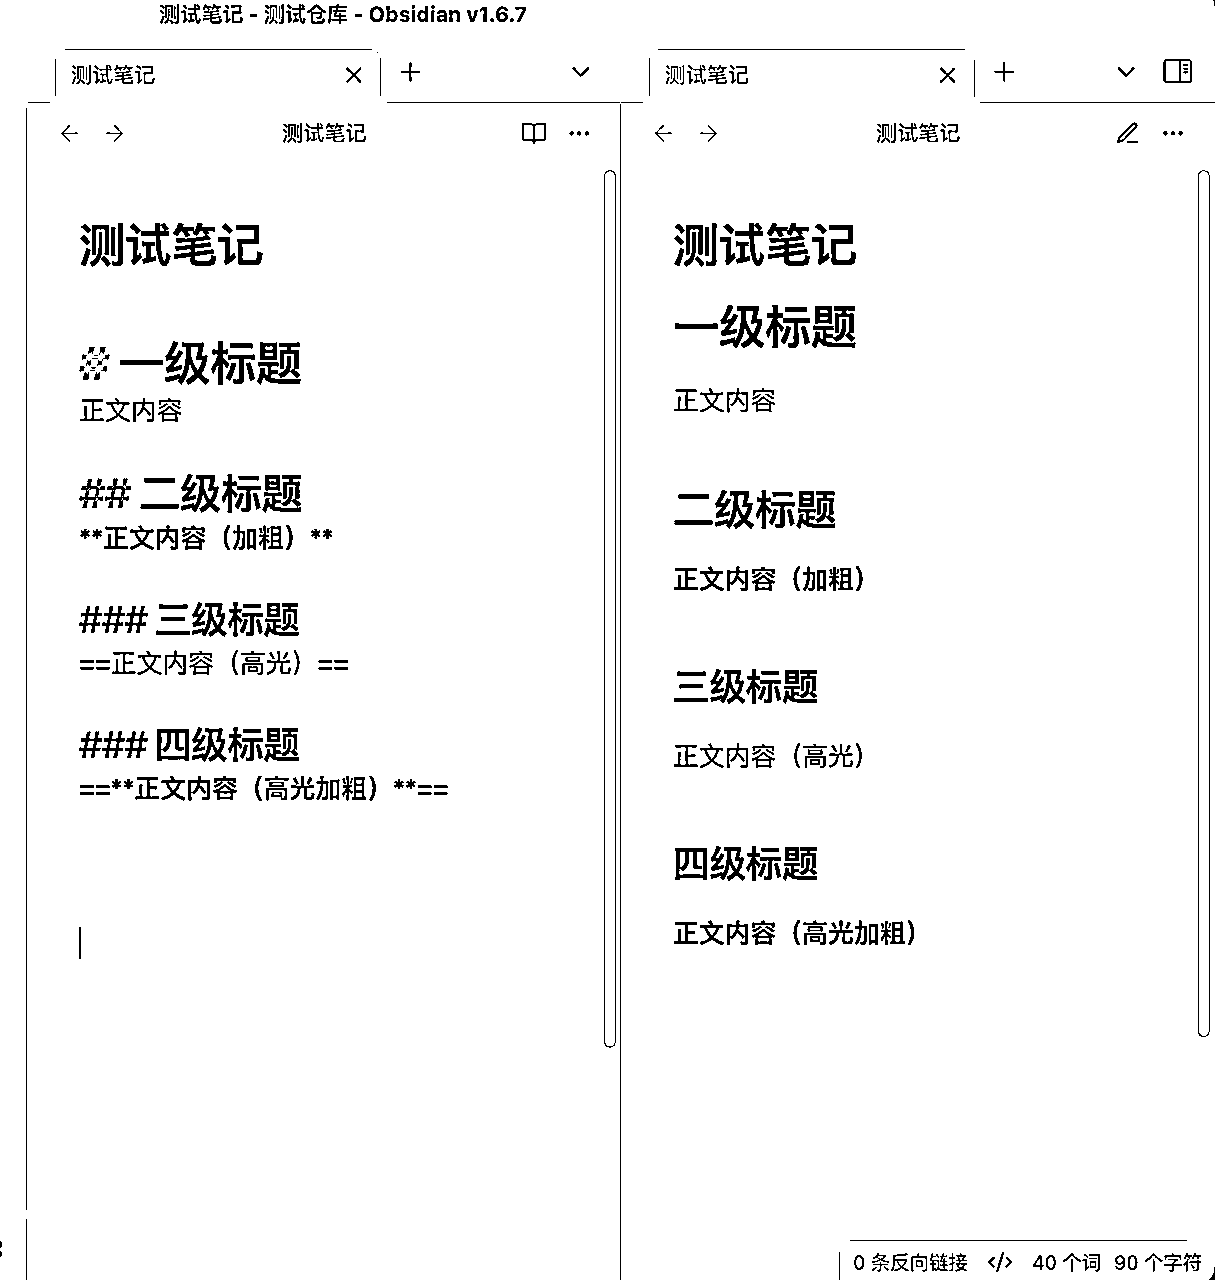 测试笔记 - 测试仓库 - Obsidian v1.6.7
测试笔记
测试笔记
测试笔记
# 一级标题
正文内容
## 二级标题
**正文内容（加粗）**
### 三级标题
==正文内容（高光）==
### 四级标题
==**正文内容（高光加粗）**==
测试笔记
测试笔记
测试笔记
一级标题
正文内容
二级标题
正文内容（加粗）
三级标题
正文内容（高光）
四级标题
正文内容（高光加粗）
0 条反向链接 </> 40 个词 90 个字符